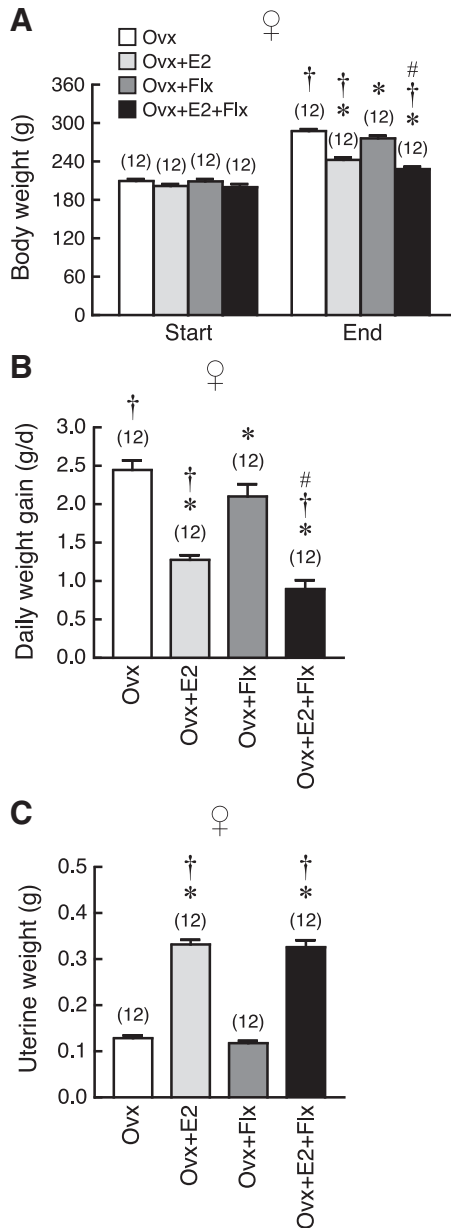 A
♀
Ovx
Ovx+E2
Ovx+Flx
Ovx+E2+Flx
Body weight (g)
360
300
240
180
120
60
0
(12) (12) (12) (12)
† † * * # † *
(12) (12) (12) (12)
Start End
B
♀
Daily weight gain (g/d)
3.0
2.5
2.0
1.5
1.0
0.5
0.0
† (12)
† * (12)
* (12)
# † * (12)
Ovx Ovx+E2 Ovx+Flx Ovx+E2+Flx
C
♀
Uterine weight (g)
0.5
0.4
0.3
0.2
0.1
0.0
(12)
† * (12)
(12)
† * (12)
Ovx Ovx+E2 Ovx+Flx Ovx+E2+Flx